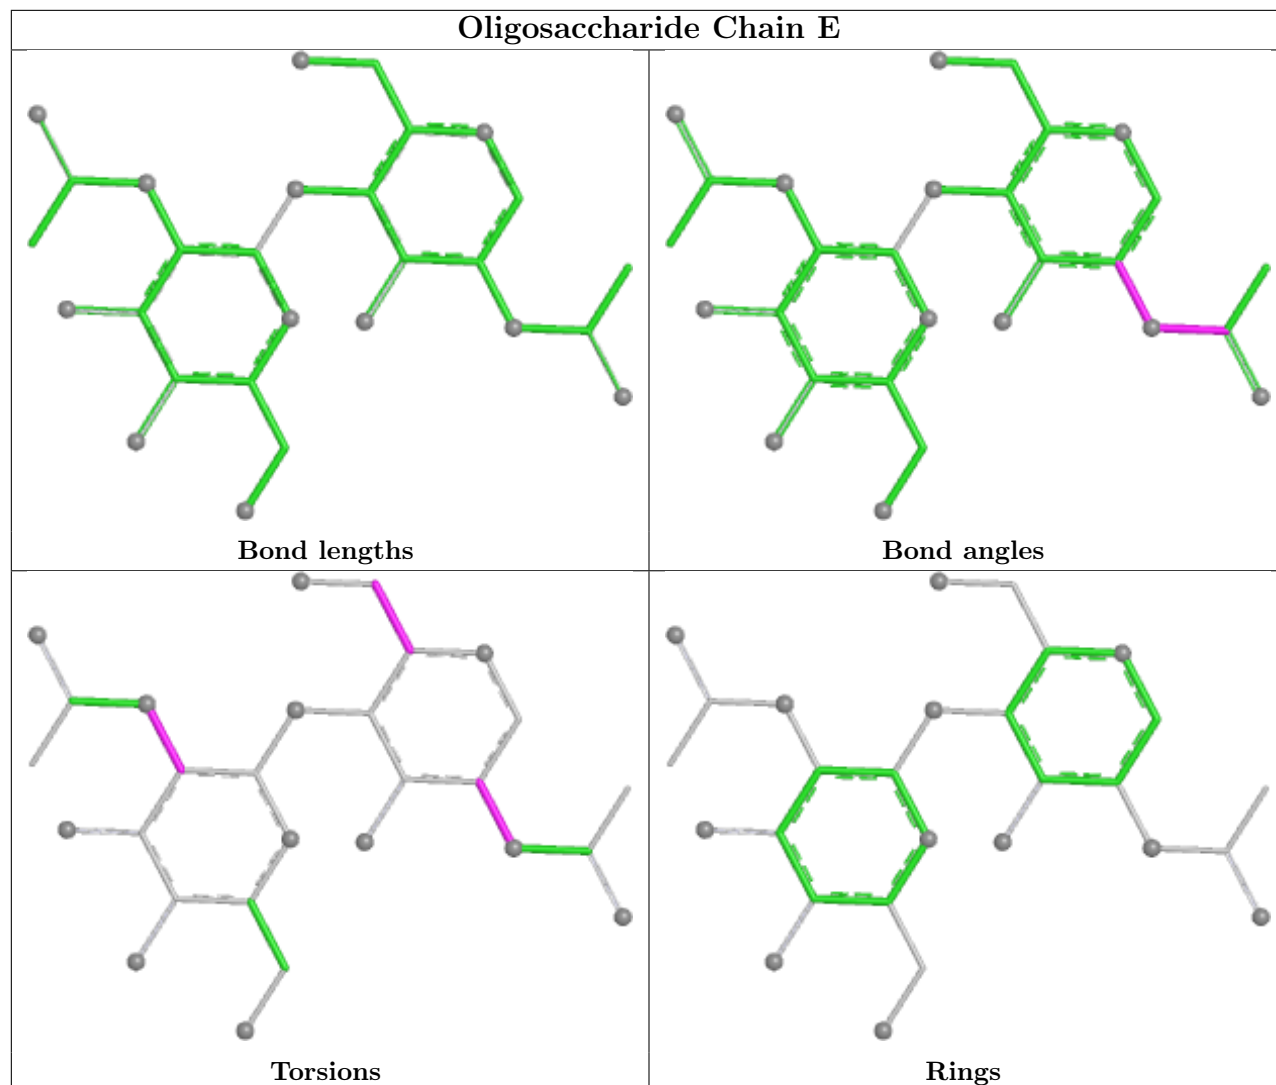 Oligosaccharide Chain E
Bond lengths
Bond angles
Torsions
Rings